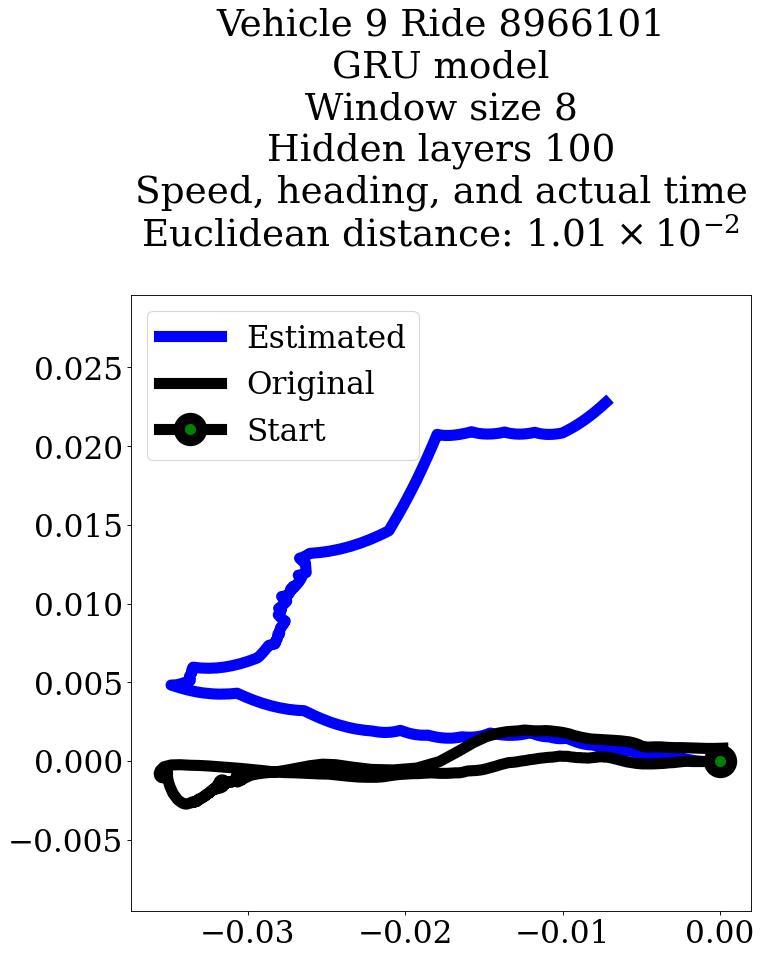 Vehicle 9 Ride 8966101
GRU model
Window size 8
Hidden layers 100
Speed, heading, and actual time
Euclidean distance: 1.01 × 10⁻²
Estimated
Original
Start
0.025
0.020
0.015
0.010
0.005
0.000
−0.005
−0.03
−0.02
−0.01
0.00